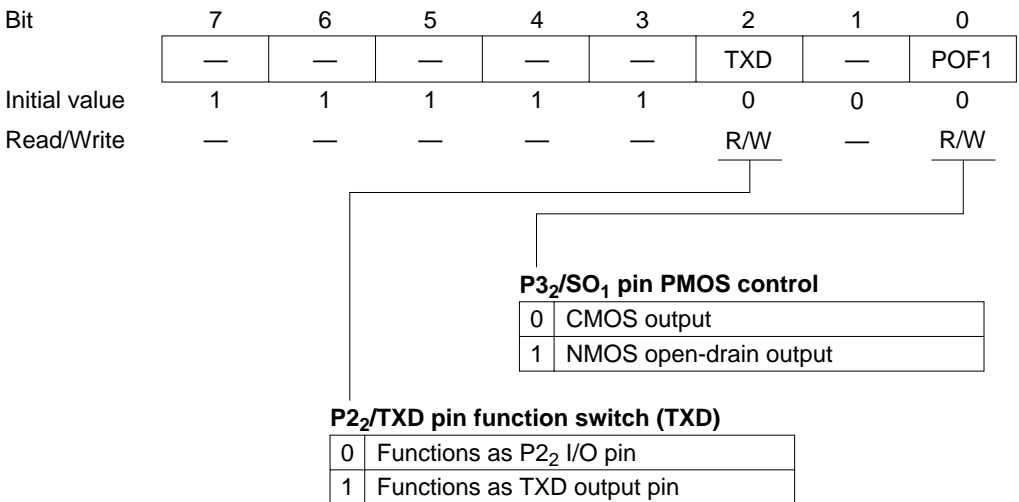 Bit 7 6 5 4 3 2 1 0
— — — — — TXD — POF1
Initial value 1 1 1 1 1 0 0 0
Read/Write — — — — — R/W — R/W
P3₂/SO₁ pin PMOS control
0 CMOS output
1 NMOS open-drain output
P2₂/TXD pin function switch (TXD)
0 Functions as P2₂ I/O pin
1 Functions as TXD output pin